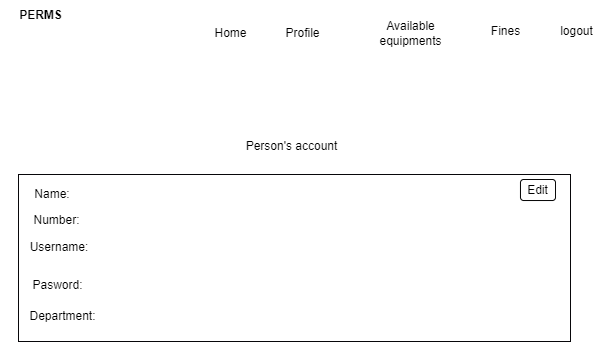 PERMS
Home
Profile
Available
equipments
Fines
logout
Person's account
Edit
Name:
Number:
Username:
Pasword:
Department: